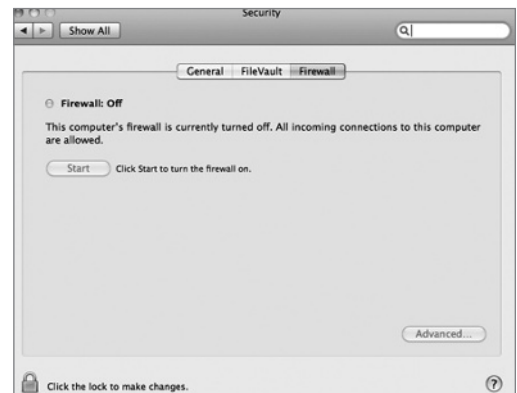 Security
Show All
General FileVault Firewall
Firewall: Off
This computer's firewall is currently turned off. All incoming connections to this computer
are allowed.
Start Click Start to turn the firewall on.
Advanced...
Click the lock to make changes.
?